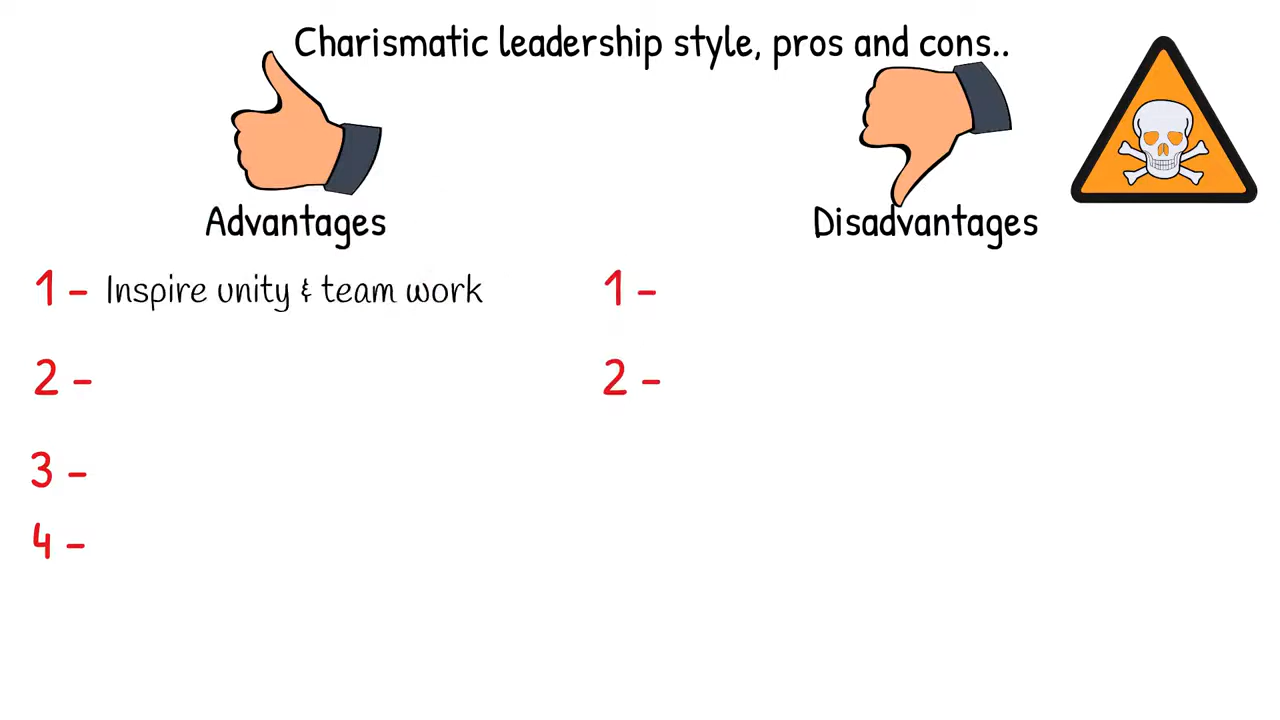 Charismatic leadership style, pros and cons..
Advantages
Disadvantages
1 - Inspire unity & team work
2 -
3 -
4 -
1 -
2 -